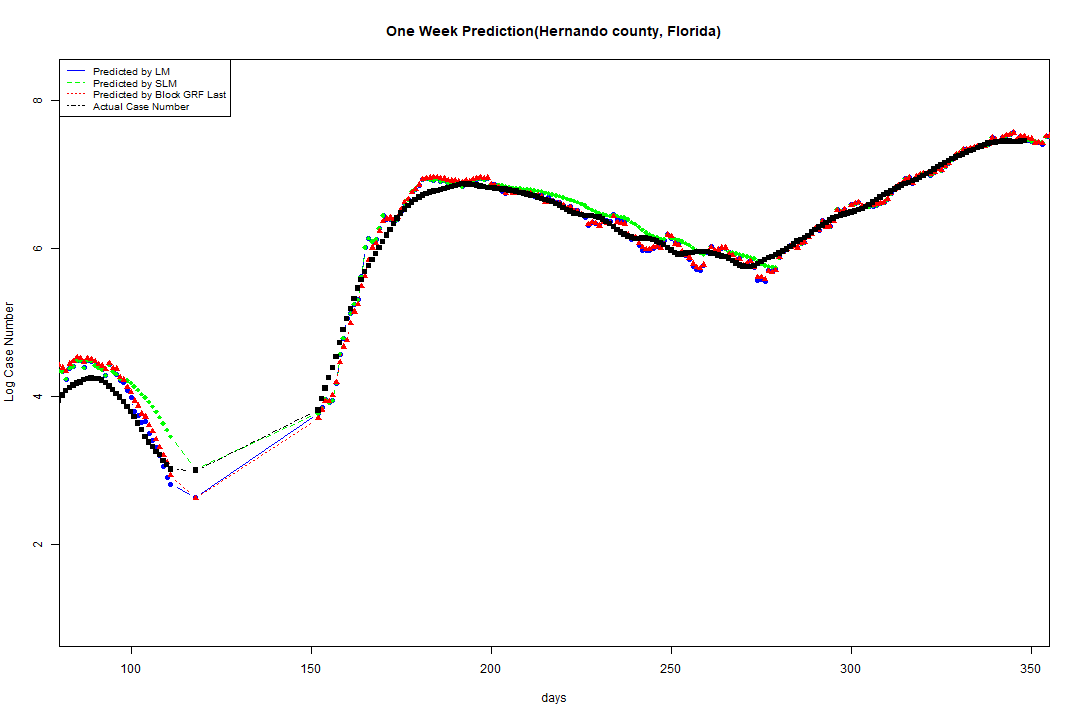 One Week Prediction(Hernando county, Florida)
Predicted by LM
Predicted by SLM
Predicted by Block GRF Last
Actual Case Number
8
6
4
2
Log Case Number
100 150 200 250 300 350
days